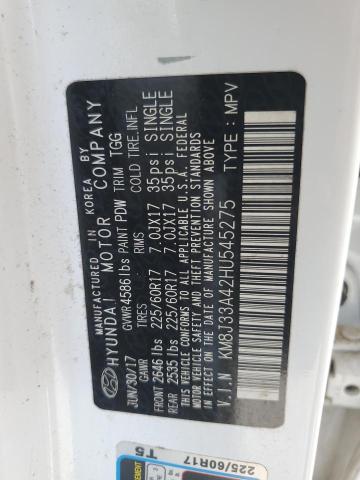 MANUFACTURED IN KOREA BY
HYUNDAI MOTOR COMPANY
JUN/30/17 GVWR4586lbs PAINT PDW TRIM TGG
GAWR TIRES RIMS COLD TIRE.INFL
FRONT 2646 lbs 225/60R17 7.0JX17 35psi SINGLE
REAR 2535 lbs 225/60R17 7.0JX17 35psi SINGLE
THIS VEHICLE CONFORMS TO ALL APPLICABLE U.S.A. FEDERAL
MOTOR VEHICLE SAFETY, BUMPER, AND THEFT PREVENTION STANDARDS
IN EFFECT ON THE DATE OF MANUFACTURE SHOWN ABOVE.
V.I.N KM8J33A42HU545275 TYPE: MPV
225/60R17